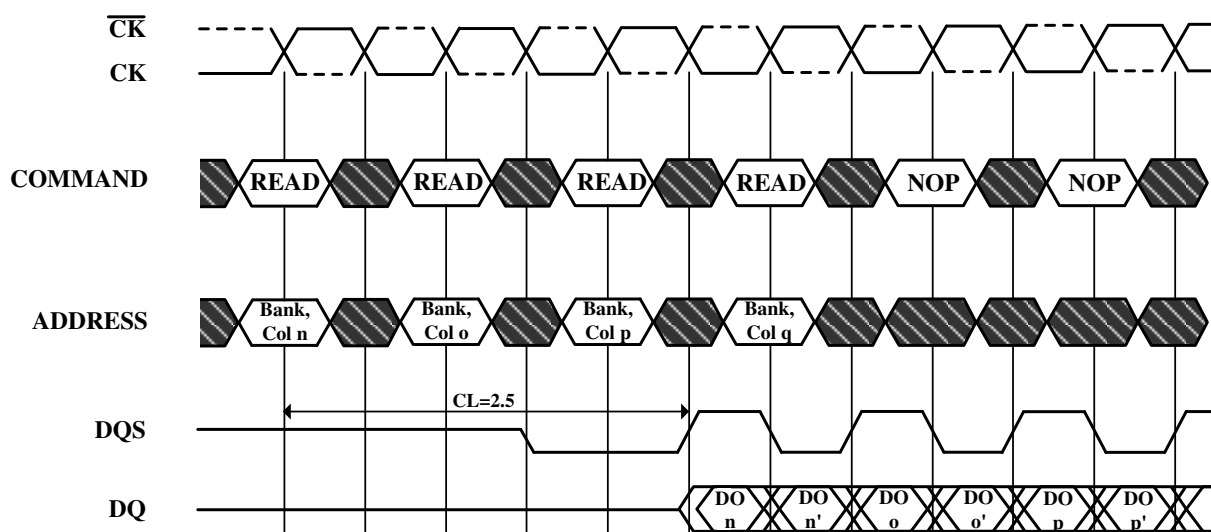 CK
CK
COMMAND READ READ READ READ NOP NOP
ADDRESS Bank, Col n Bank, Col o Bank, Col p Bank, Col q
CL=2.5
DQS
DQ DO n DO n' DO o DO o' DO p DO p'